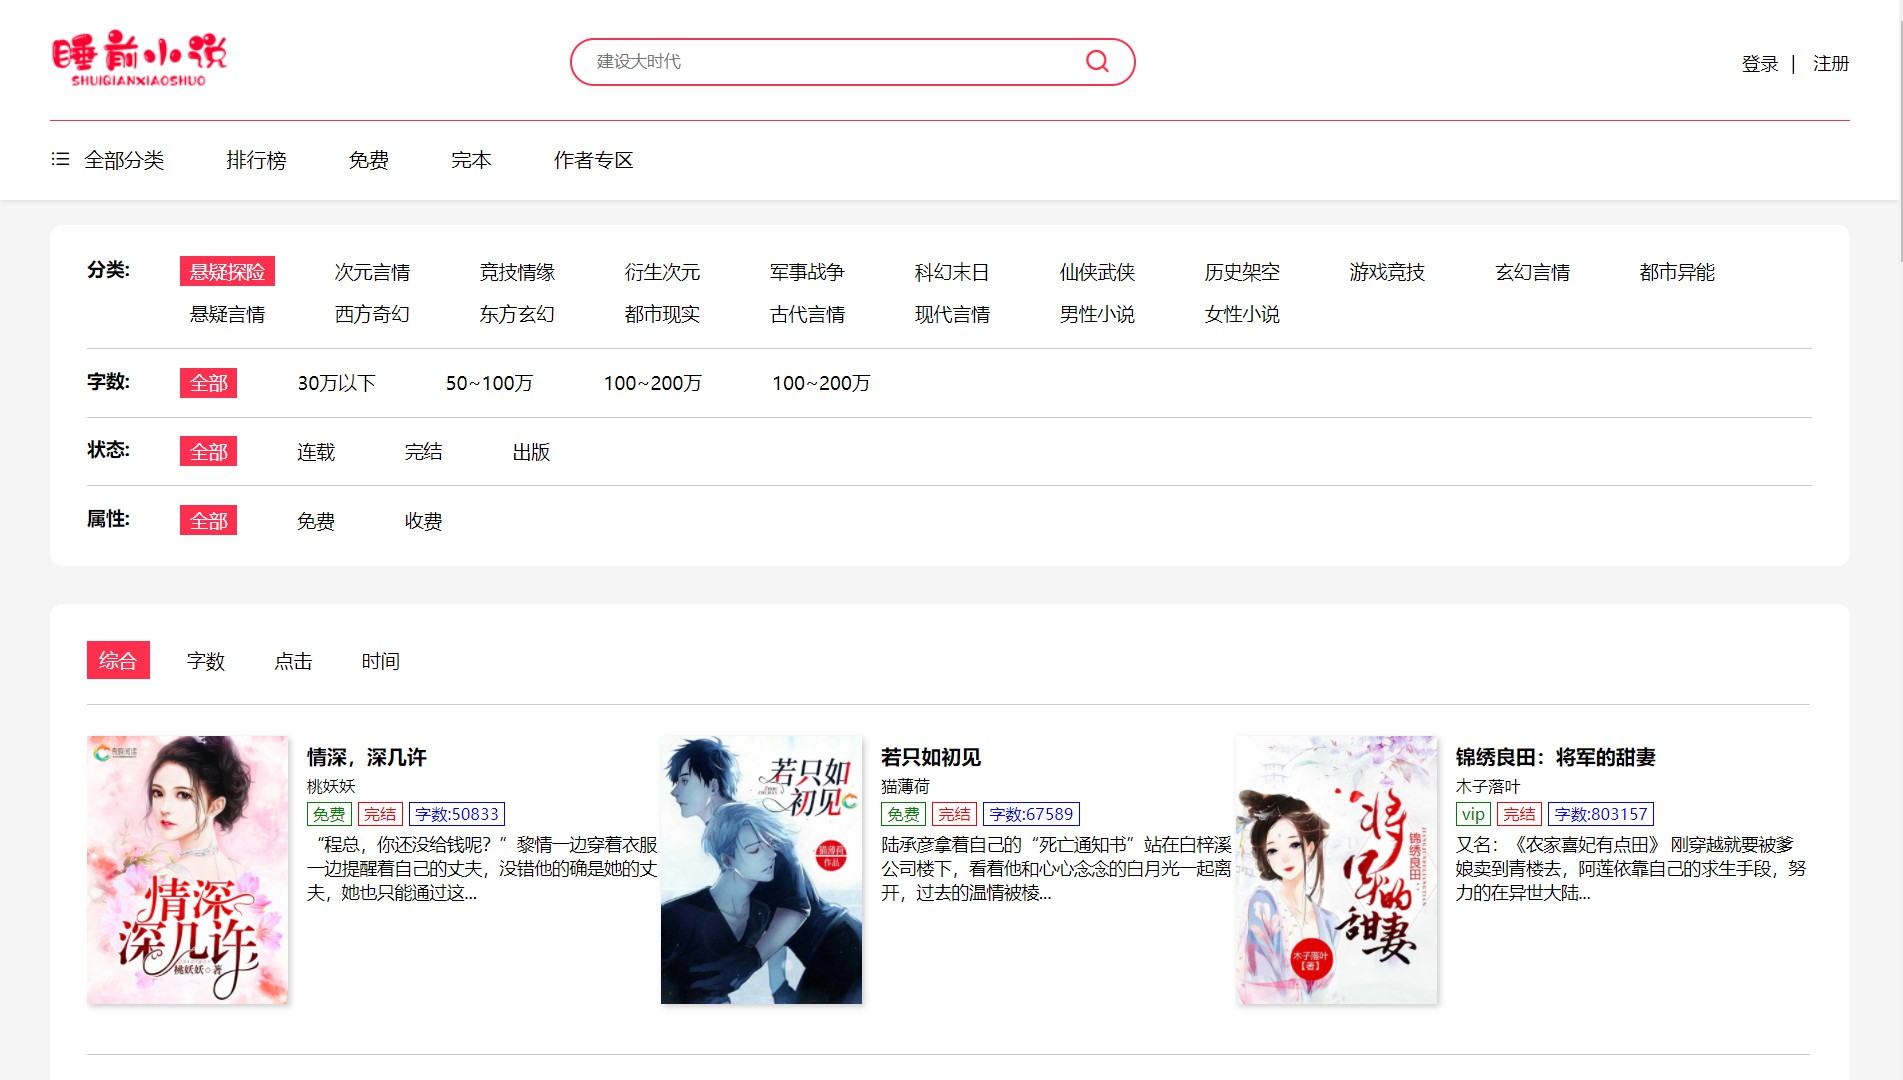 睡前小说
SHUIQIANXIAOSHUO
建设大时代
登录 | 注册
全部分类 排行榜 免费 完本 作者专区
分类: 悬疑探险 次元言情 竞技情缘 衍生次元 军事战争 科幻末日 仙侠武侠 历史架空 游戏竞技 玄幻言情 都市异能
悬疑言情 西方奇幻 东方玄幻 都市现实 古代言情 现代言情 男性小说 女性小说
字数: 全部 30万以下 50~100万 100~200万 100~200万
状态: 全部 连载 完结 出版
属性: 全部 免费 收费
综合 字数 点击 时间
情深
深几许
桃妖妖◇著
情深，深几许
桃妖妖
免费 完结 字数:50833
“程总，你还没给钱呢？”黎情一边穿着衣服
一边提醒着自己的丈夫，没错他的确是她的丈
夫，她也只能通过这...
若只如
初见
猫薄荷
作品
若只如初见
猫薄荷
免费 完结 字数:67589
陆承彦拿着自己的“死亡通知书”站在白梓溪
公司楼下，看着他和心心念念的白月光一起离
开，过去的温情被棱...
将军的
甜妻
锦绣良田：
木子落叶
【著】
锦绣良田：将军的甜妻
木子落叶
vip 完结 字数:803157
又名：《农家喜妃有点田》 刚穿越就要被爹
娘卖到青楼去，阿莲依靠自己的求生手段，努
力的在异世大陆...